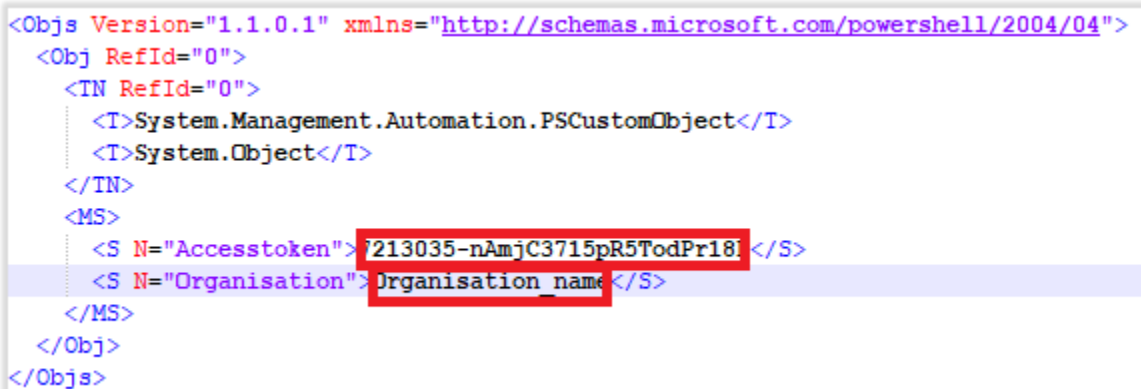 <Objs Version="1.1.0.1" xmlns="http://schemas.microsoft.com/powershell/2004/04">
<Obj RefId="0">
<TN RefId="0">
<T>System.Management.Automation.PSCustomObject</T>
<T>System.Object</T>
</TN>
<MS>
<S N="Accesstoken">7213035-nAmjC3715pR5TodPr18</S>
<S N="Organisation">Organisation_name</S>
</MS>
</Obj>
</Objs>